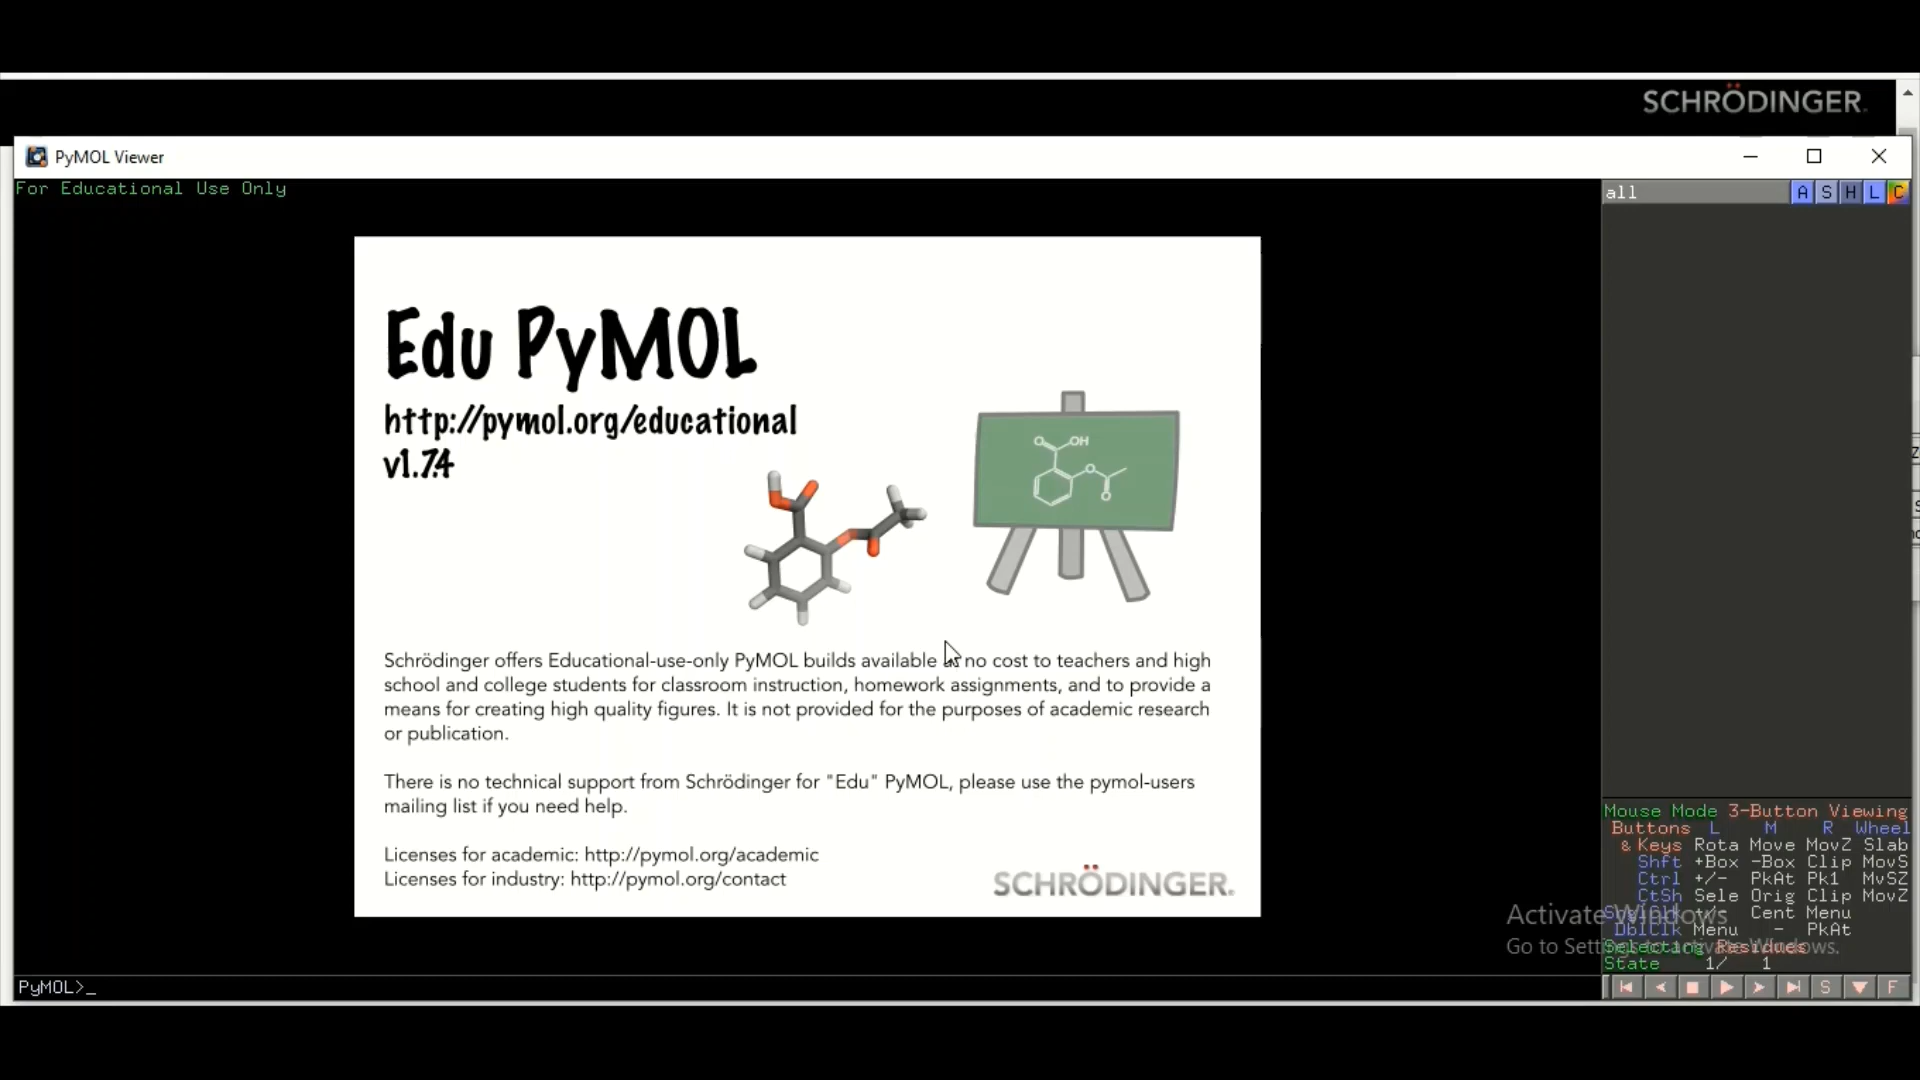 SCHRÖDINGER.
PyMOL Viewer
For Educational Use Only
all
A S H L C
Edu PyMOL
http://pymol.org/educational
v1.7.4
O OH
O
O
Schrödinger offers Educational-use-only PyMOL builds available no cost to teachers and high
school and college students for classroom instruction, homework assignments, and to provide a
means for creating high quality figures. It is not provided for the purposes of academic research
or publication.
There is no technical support from Schrödinger for "Edu" PyMOL, please use the pymol-users
mailing list if you need help.
Licenses for academic: http://pymol.org/academic
Licenses for industry: http://pymol.org/contact
SCHRÖDINGER.
Mouse Mode 3-Button Viewing
Buttons L M R Wheel
& Keys Rota Move MovZ Slab
Shft +Box -Box Clip MovS
Ctrl +/- PkAt Pk1 MvSZ
CtSh Sele Orig Clip MovZ
+/- Cent Menu
DblClk Menu - PkAt
Selecting Residues
State 1/ 1
Activate Windows
Go to Settings to activate Windows.
PyMOL>_
S F